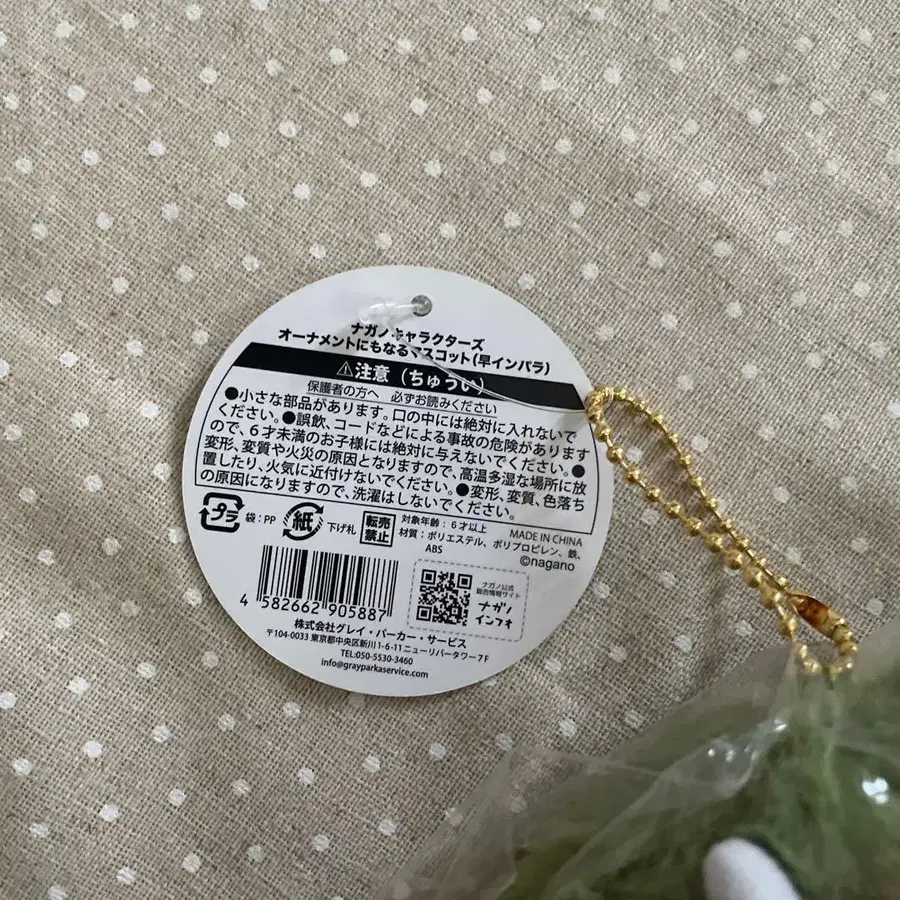 ナガノキャラクターズ
オーナメントにもなるマスコット(早インパラ)
⚠注意(ちゅうい)
保護者の方へ 必ずお読みください
●小さな部品があります。口の中には絶対に入れないで
ください。●誤飲、コードなどによる事故の危険があります
ので、6才未満のお子様には絶対に与えないでください。●
変形、変質や火災の原因となりますので、高温多湿な場所に放
置したり、火気に近付けないでください。●変形、変質、色落ち
の原因になりますので、洗濯はしないでください。
プラ 袋:PP 紙 下げ札 転売禁止
対象年齢:6才以上 MADE IN CHINA
材質:ポリエステル、ポリプロピレン、鉄、
ABS ©nagano
4 582662 905887
ナガノ公式
総合情報サイト
ナガノ
インフォ
株式会社グレイ・パーカー・サービス
〒104-0033 東京都中央区新川1-6-11ニューリバータワー7F
TEL:050-5530-3460
info@grayparkaservice.com